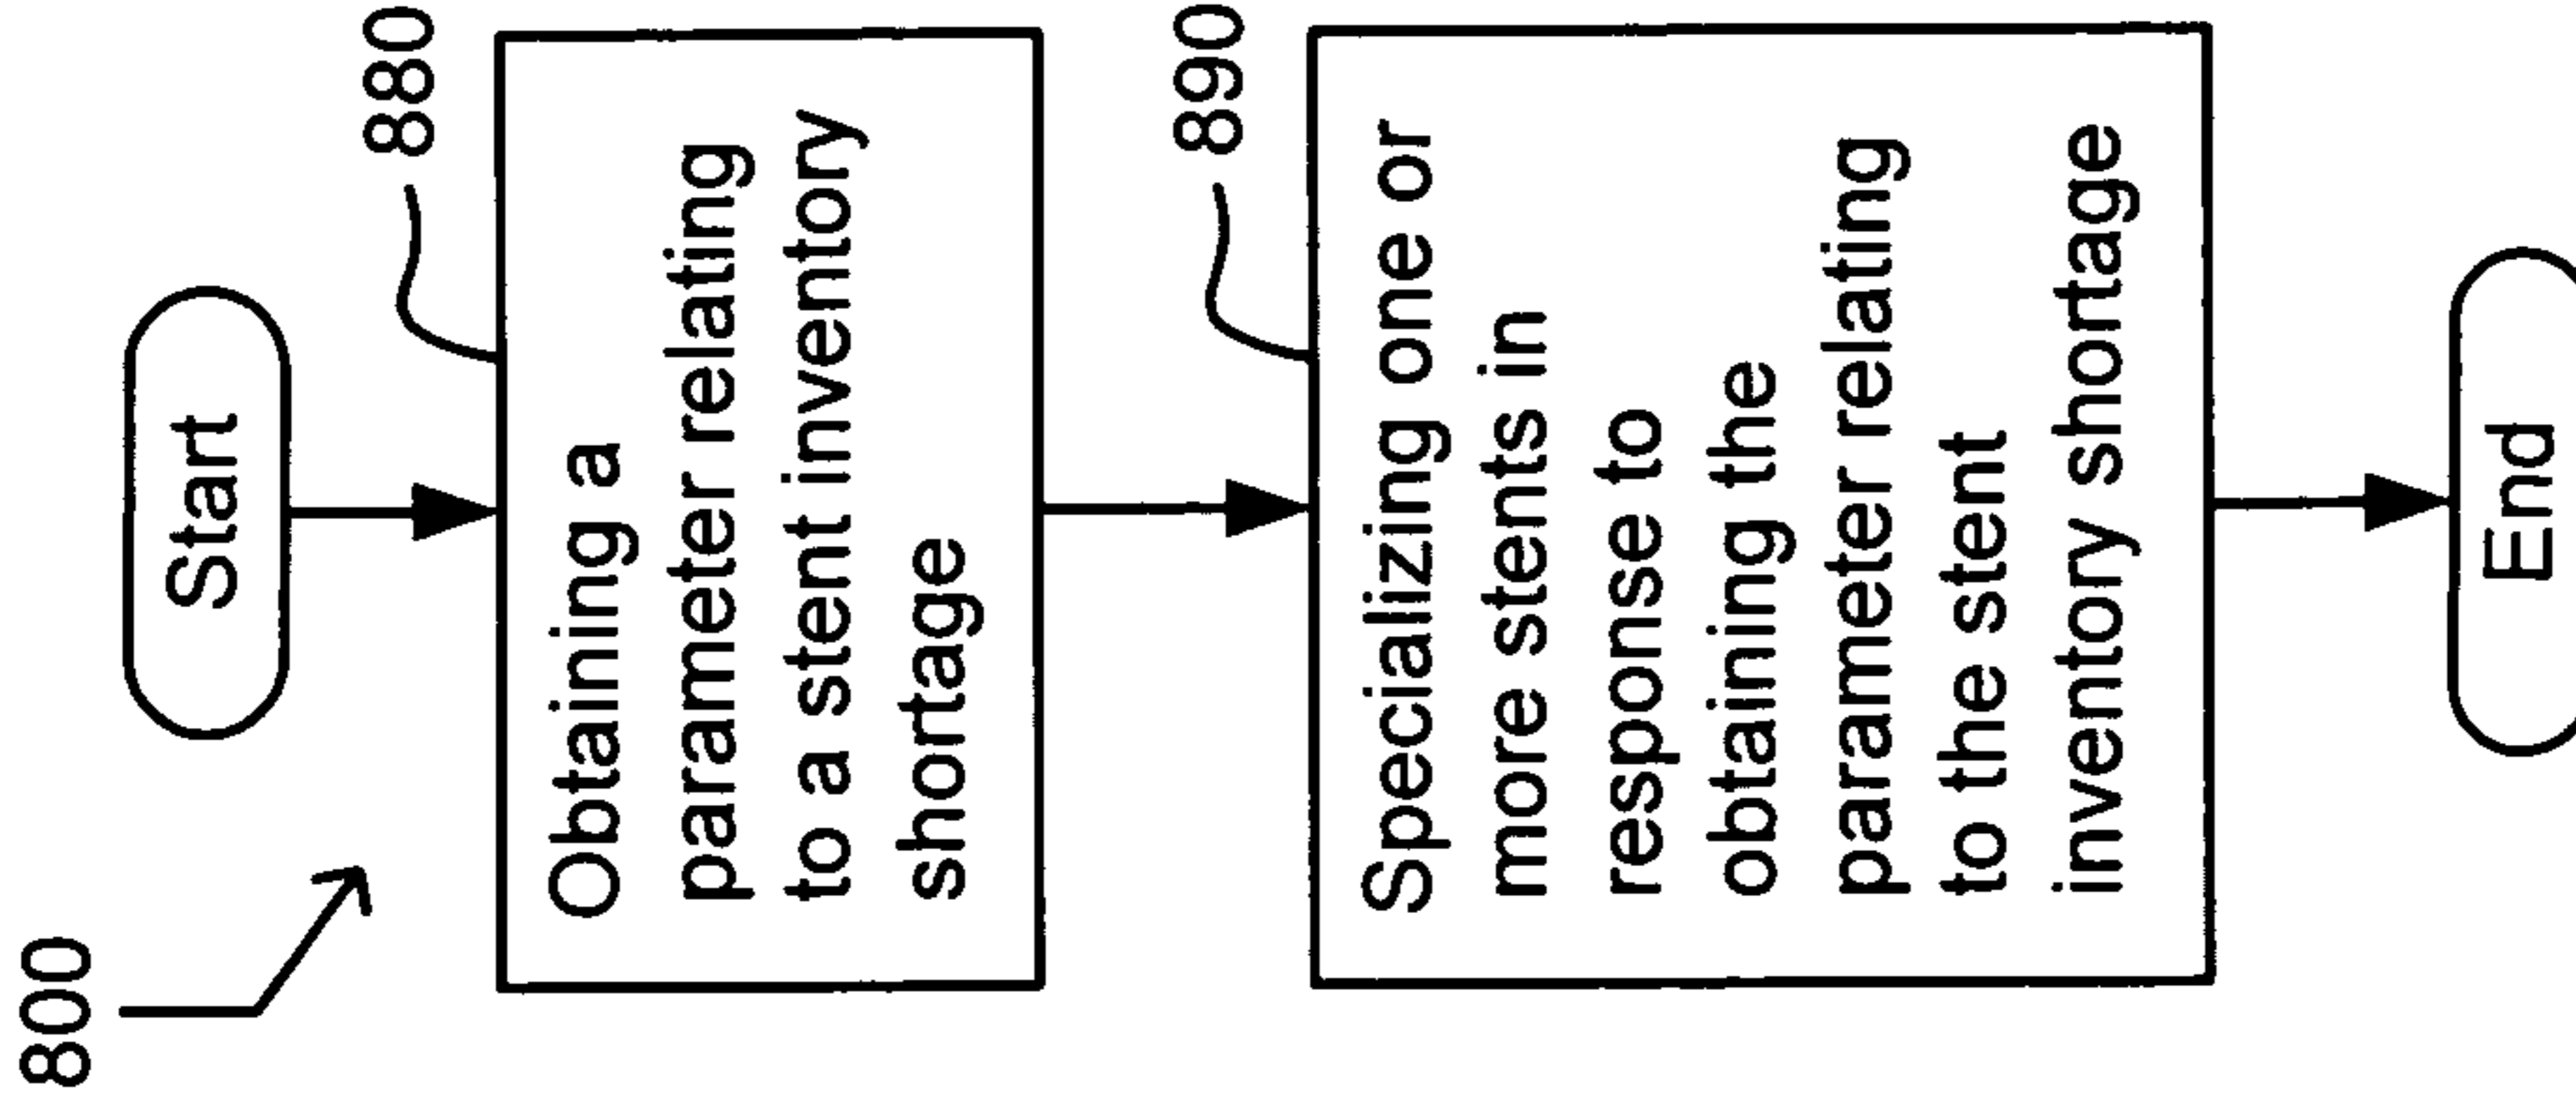 800
Start
880
Obtaining a
parameter relating
to a stent inventory
shortage
890
Specializing one or
more stents in
response to
obtaining the
parameter relating
to the stent
inventory shortage
End